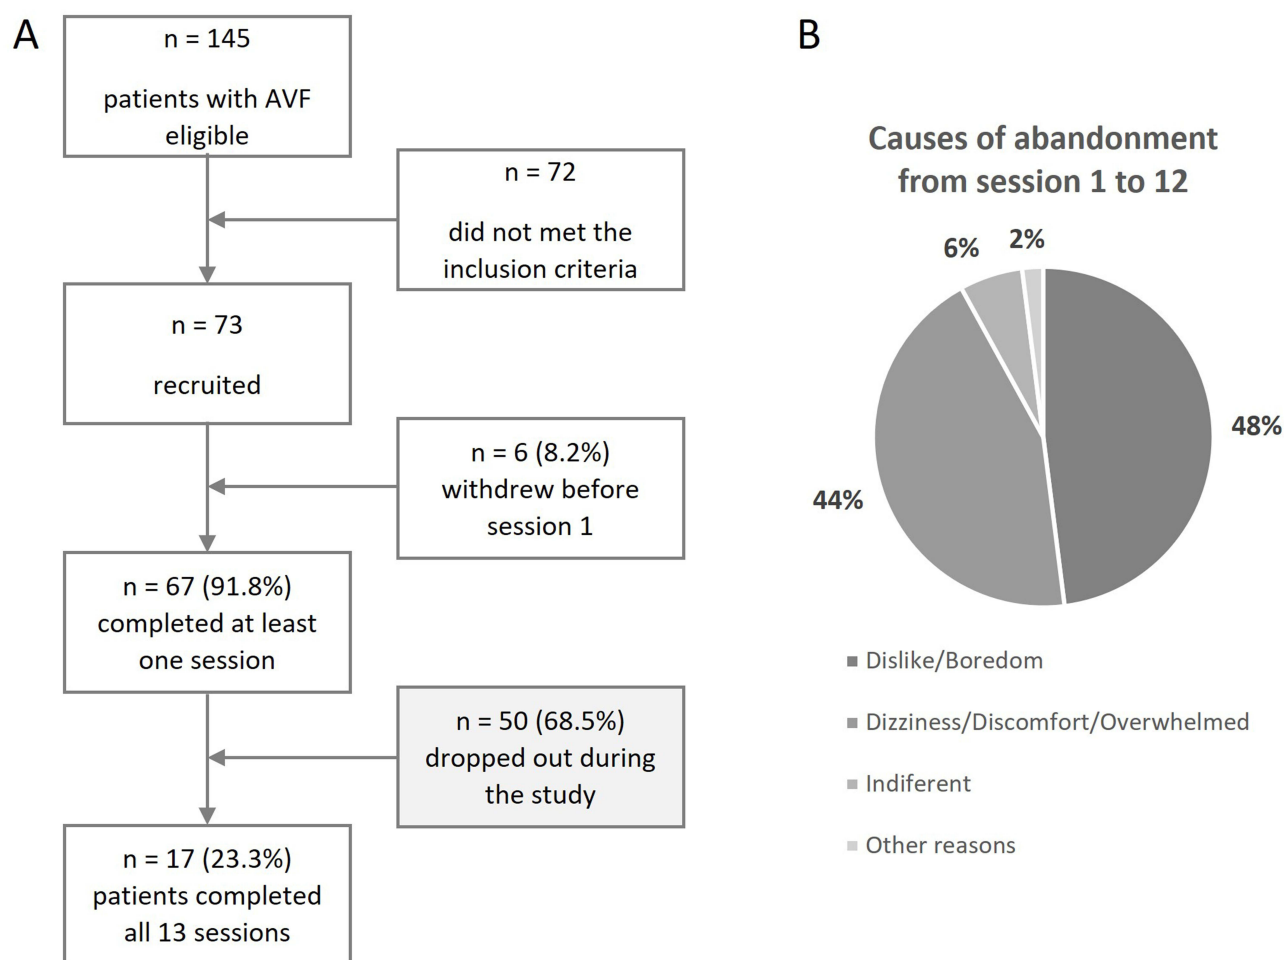 A
n = 145
patients with AVF
eligible
n = 72
did not met the
inclusion criteria
n = 73
recruited
n = 6 (8.2%)
withdrew before
session 1
n = 67 (91.8%)
completed at least
one session
n = 50 (68.5%)
dropped out during
the study
n = 17 (23.3%)
patients completed
all 13 sessions
B
Causes of abandonment
from session 1 to 12
6%
2%
48%
44%
Dislike/Boredom
Dizziness/Discomfort/Overwhelmed
Indiferent
Other reasons